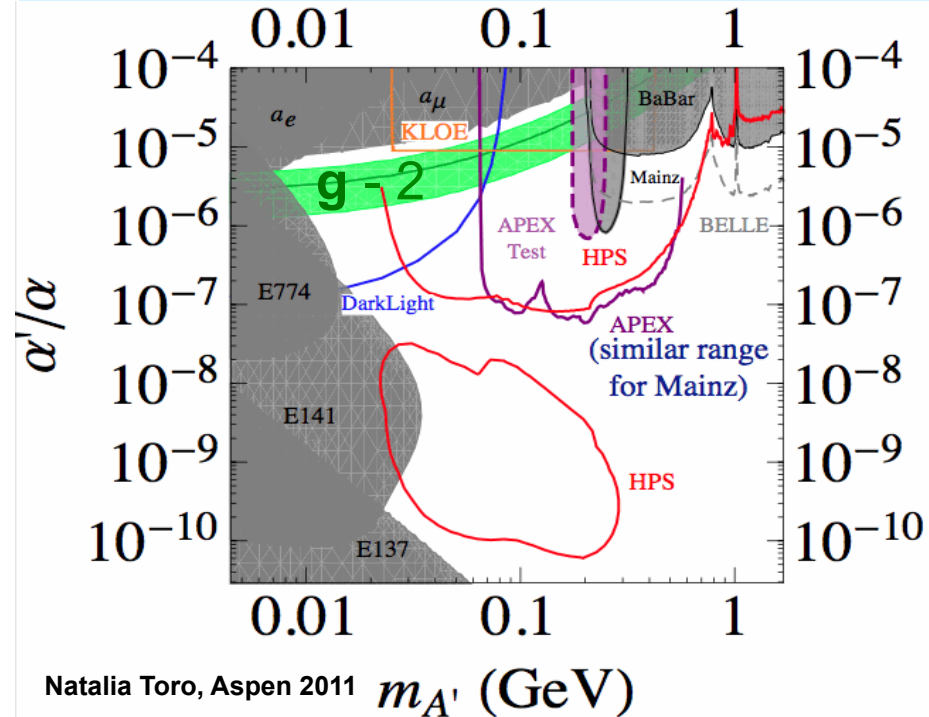 0.01 0.1 1
10⁻⁴ 10⁻⁴
a_e a_μ BaBar
KLOE
10⁻⁵ 10⁻⁵
g - 2 Mainz
10⁻⁶ 10⁻⁶
APEX BELLE
Test HPS
10⁻⁷ E774 DarkLight 10⁻⁷
APEX
(similar range
for Mainz)
10⁻⁸ 10⁻⁸
E141
10⁻⁹ HPS 10⁻⁹
10⁻¹⁰ 10⁻¹⁰
E137
α'/α
0.01 0.1 1
Natalia Toro, Aspen 2011 m_A' (GeV)